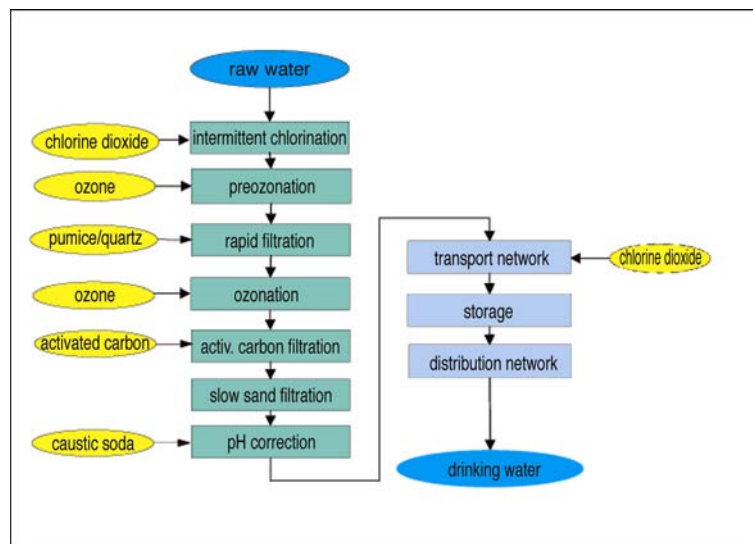 raw water
chlorine dioxide
intermittent chlorination
ozone
preozonation
pumice/quartz
rapid filtration
ozone
ozonation
activated carbon
activ. carbon filtration
slow sand filtration
caustic soda
pH correction
transport network
chlorine dioxide
storage
distribution network
drinking water